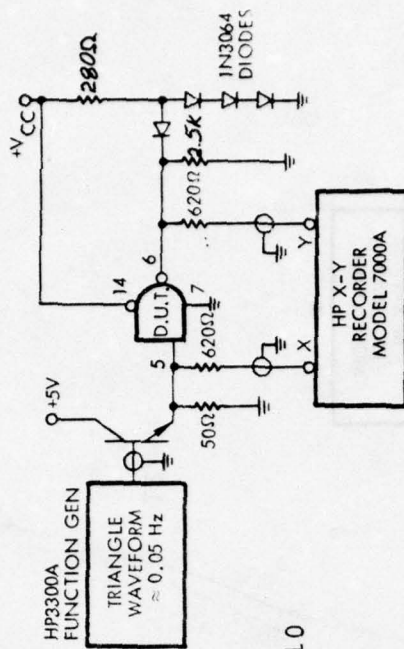 HP3300A
FUNCTION GEN
TRIANGLE
WAVEFORM
≈ 0.05 Hz
+5V
50Ω
620Ω
5
14
D.U.T.
7
6
+VCC
280Ω
620Ω
2.5K
1N3064
DIODES
X
Y
HP X-Y
RECORDER
MODEL 7000A
10